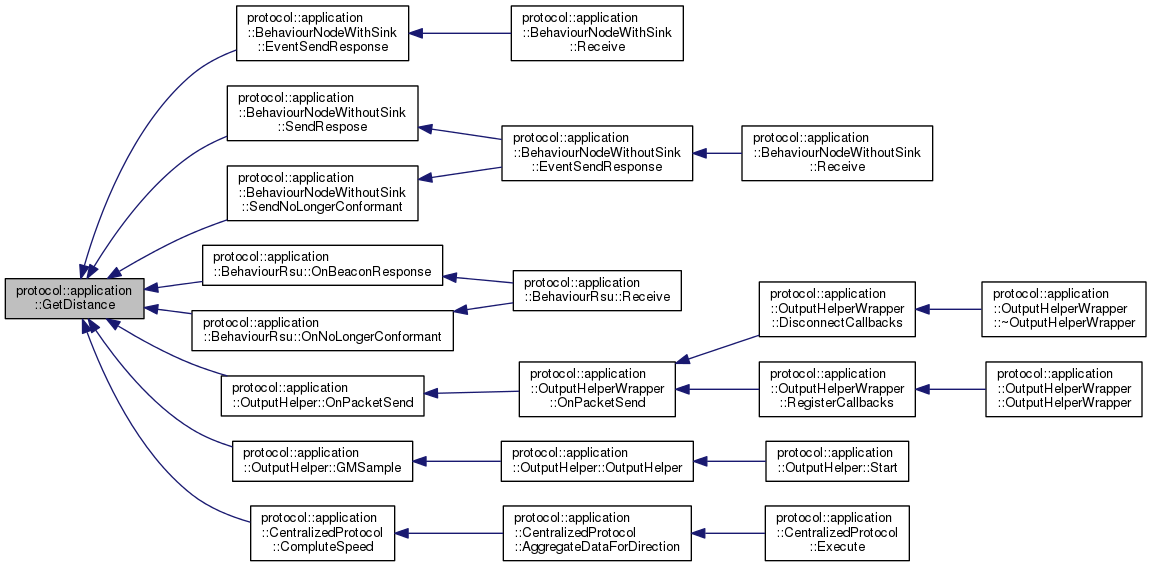 protocol::application
::BehaviourNodeWithSink
::EventSendResponse
protocol::application
::BehaviourNodeWithSink
::Receive
protocol::application
::BehaviourNodeWithoutSink
::SendRespose
protocol::application
::BehaviourNodeWithoutSink
::EventSendResponse
protocol::application
::BehaviourNodeWithoutSink
::Receive
protocol::application
::BehaviourNodeWithoutSink
::SendNoLongerConformant
protocol::application
::GetDistance
protocol::application
::BehaviourRsu::OnBeaconResponse
protocol::application
::BehaviourRsu::Receive
protocol::application
::BehaviourRsu::OnNoLongerConformant
protocol::application
::OutputHelperWrapper
::DisconnectCallbacks
protocol::application
::OutputHelperWrapper
::~OutputHelperWrapper
protocol::application
::OutputHelper::OnPacketSend
protocol::application
::OutputHelperWrapper
::OnPacketSend
protocol::application
::OutputHelperWrapper
::RegisterCallbacks
protocol::application
::OutputHelperWrapper
::OutputHelperWrapper
protocol::application
::OutputHelper::GMSample
protocol::application
::OutputHelper::OutputHelper
protocol::application
::OutputHelper::Start
protocol::application
::CentralizedProtocol
::CompluteSpeed
protocol::application
::CentralizedProtocol
::AggregateDataForDirection
protocol::application
::CentralizedProtocol
::Execute